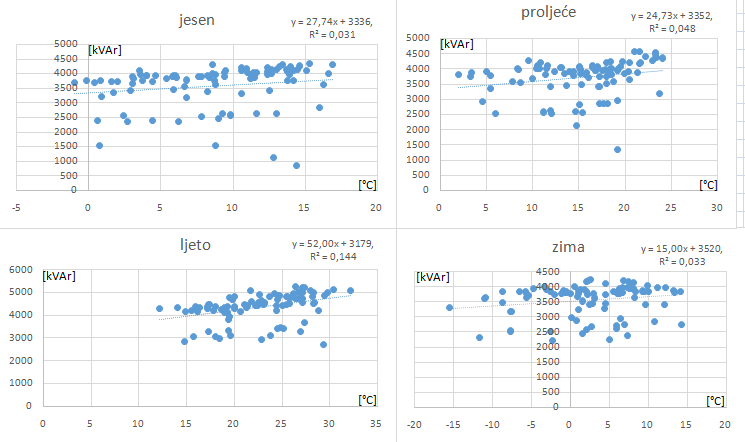 jesen
y = 27,74x + 3336,
R² = 0,031
[kVAr]
5000
4500
4000
3500
3000
2500
2000
1500
1000
500
0
[°C]
-5 0 5 10 15 20
proljeće
y = 24,73x + 3352,
R² = 0,048
[kVAr]
5000
4500
4000
3500
3000
2500
2000
1500
1000
500
0
[°C]
0 5 10 15 20 25 30
ljeto
y = 52,00x + 3179,
R² = 0,144
[kVAr]
6000
5000
4000
3000
2000
1000
0
[°C]
0 5 10 15 20 25 30 35
zima
y = 15,00x + 3520,
R² = 0,033
[kVAr]
4500
4000
3500
3000
2500
2000
1500
1000
500
0
[°C]
-20 -15 -10 -5 0 5 10 15 20